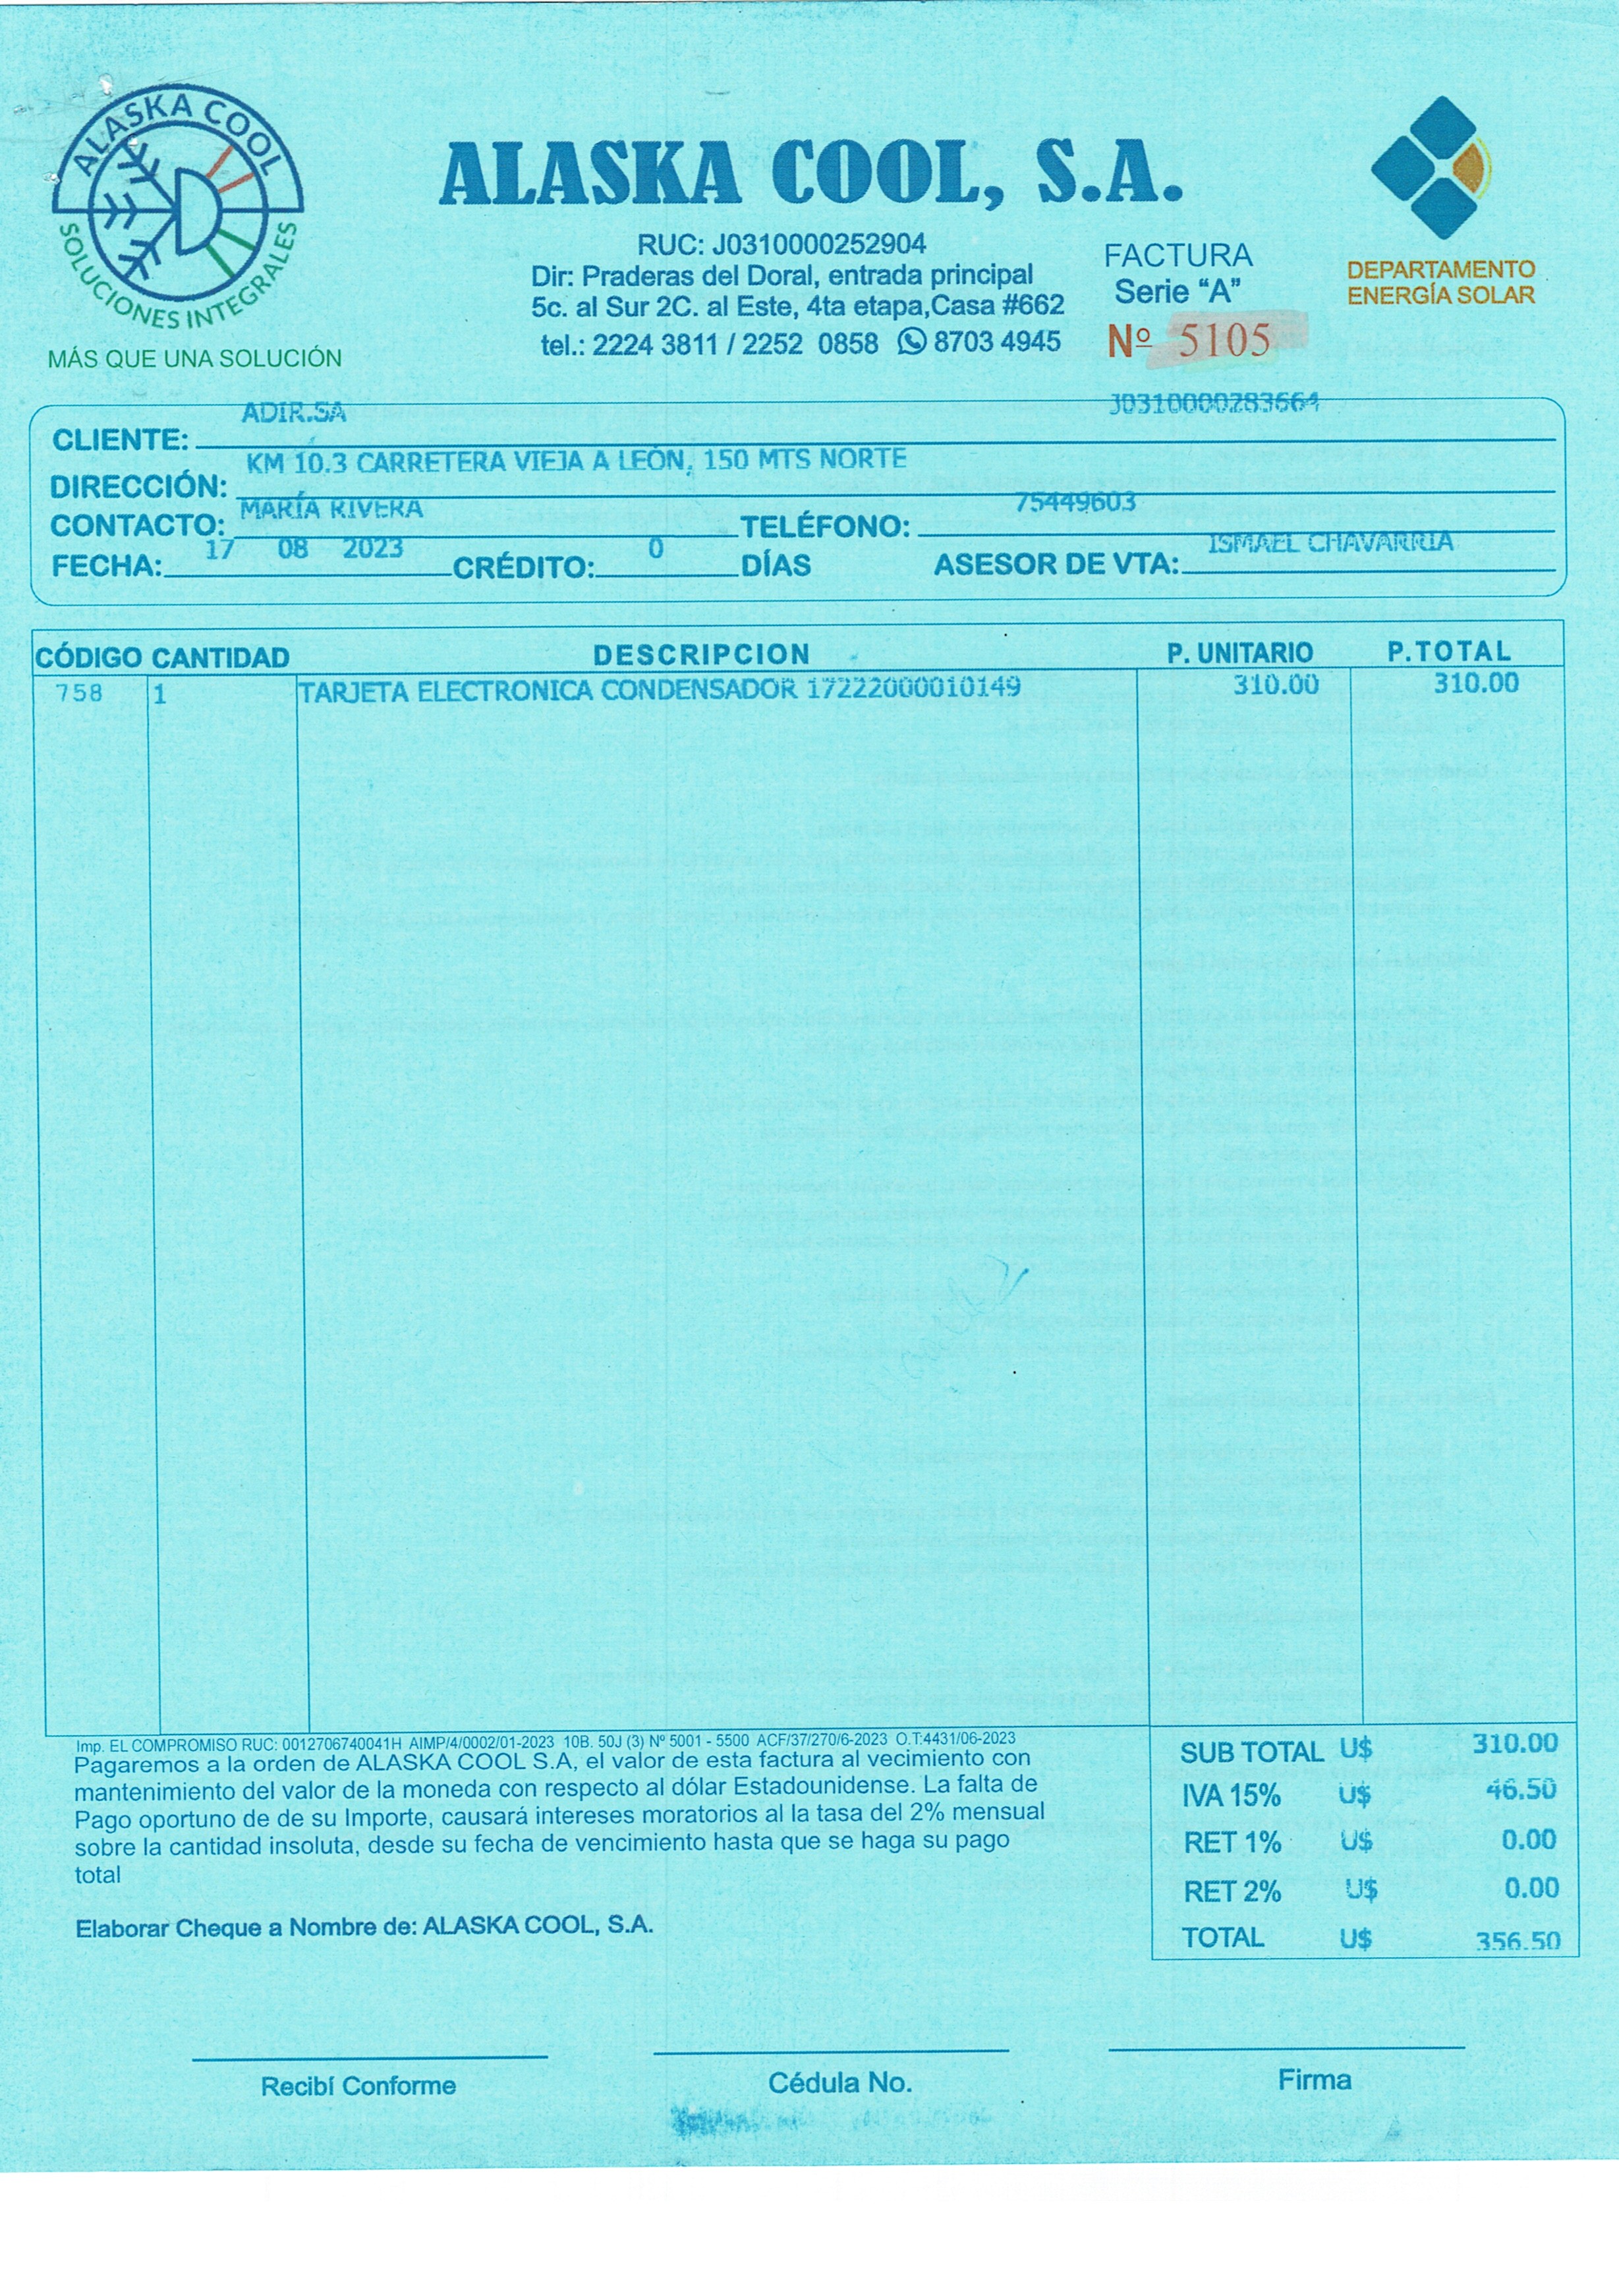 ALASKA COOL
SOLUCIONES INTEGRALES
MÁS QUE UNA SOLUCIÓN
ALASKA COOL, S.A.
RUC: J0310000252904
Dir: Praderas del Doral, entrada principal
5c. al Sur 2C. al Este, 4ta etapa,Casa #662
tel.: 2224 3811 / 2252 0858 8703 4945
FACTURA
Serie “A”
Nº 5105
DEPARTAMENTO
ENERGÍA SOLAR
CLIENTE: ADIR.SA J0310000283664
DIRECCIÓN: KM 10.3 CARRETERA VIEJA A LEÓN, 150 MTS NORTE
CONTACTO: MARÍA RIVERA TELÉFONO: 75449603
FECHA: 17 08 2023 CRÉDITO: 0 DÍAS ASESOR DE VTA: ISMAEL CHAVARRIA
CÓDIGO CANTIDAD DESCRIPCION P. UNITARIO P.TOTAL
758 1 TARJETA ELECTRONICA CONDENSADOR 17222000010149 310.00 310.00
Imp. EL COMPROMISO RUC: 0012706740041H AIMP/4/0002/01-2023 10B. 50J (3) Nº 5001 - 5500 ACF/37/270/6-2023 O.T:4431/06-2023
Pagaremos a la orden de ALASKA COOL S.A, el valor de esta factura al vecimiento con
mantenimiento del valor de la moneda con respecto al dólar Estadounidense. La falta de
Pago oportuno de de su Importe, causará intereses moratorios al la tasa del 2% mensual
sobre la cantidad insoluta, desde su fecha de vencimiento hasta que se haga su pago
total
Elaborar Cheque a Nombre de: ALASKA COOL, S.A.
SUB TOTAL U$ 310.00
IVA 15% U$ 46.50
RET 1% U$ 0.00
RET 2% U$ 0.00
TOTAL U$ 356.50
Recibí Conforme
Cédula No.
Firma